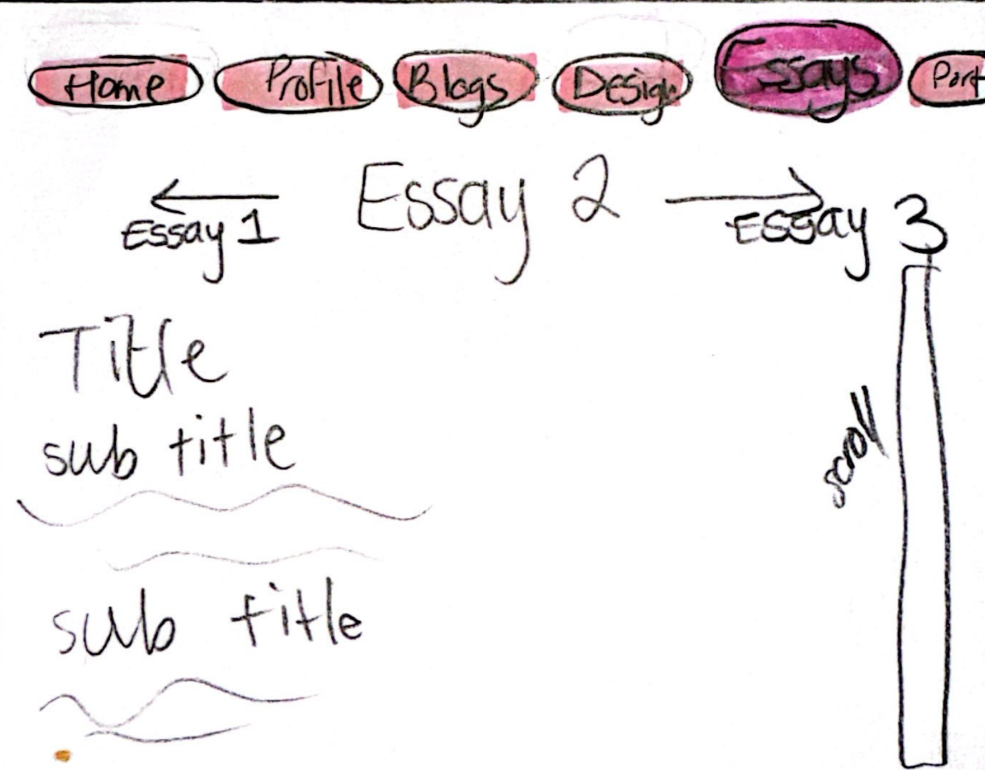 Home Profile Blogs Design Essays Port
Essay 2
Essay 1
Essay 3
Title
sub title
scroll
sub title